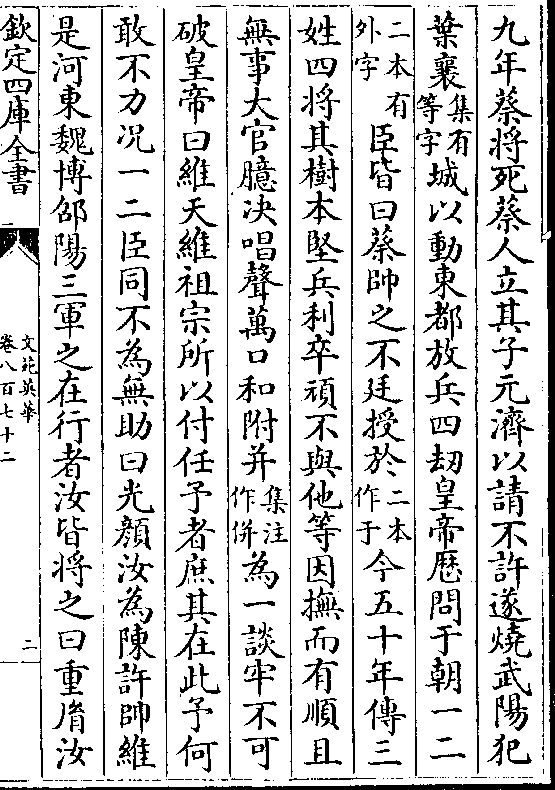 九年蔡將死蔡人立其子元濟以請不許遂燒武陽犯
葉襄集有等字城以動東都放兵四劫皇帝歴問于朝一二
二本有外字臣皆曰蔡帥之不廷授於二本作于今五十年傳三
姓四將其樹本堅兵利卒頑不與他等因撫而有順且
無事大官臆决唱聲萬口和附并集注作併為一談牢不可
破皇帝曰維天維祖宗所以付任予者庶其在此予何
敢不力况一二臣同不為無助曰光顔汝為陳許帥維
是河東魏博郃陽三軍之在行者汝皆將之曰重㣧汝
欽定四庫全書
文苑英華
卷八百七十二
二